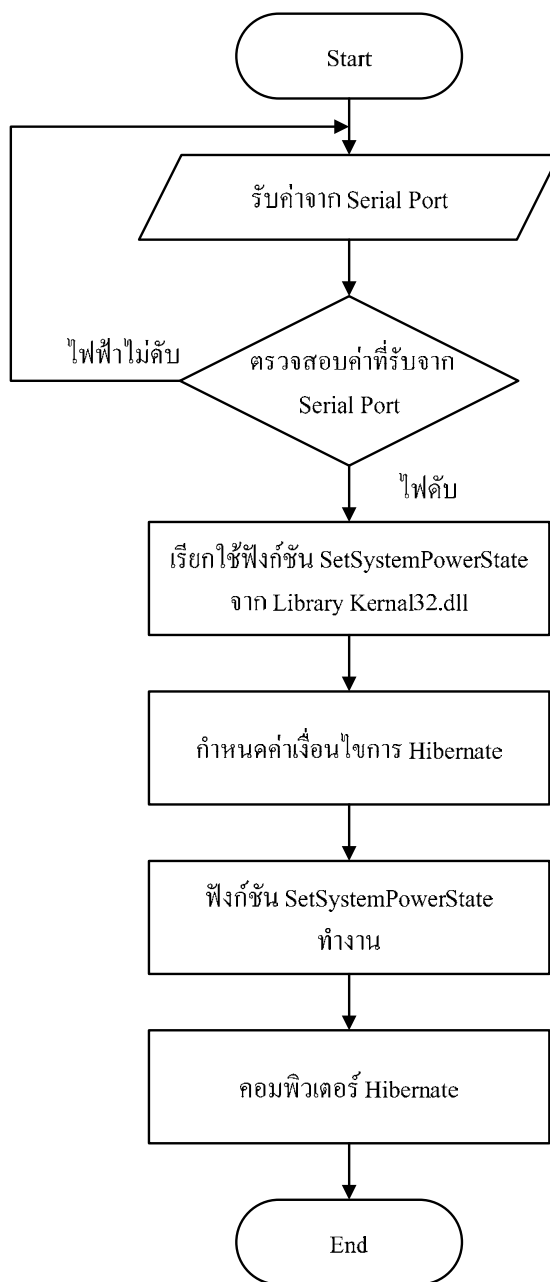 Start
รับค่าจาก Serial Port
ไฟฟ้าไม่ดับ
ตรวจสอบค่าที่รับจาก
Serial Port
ไฟดับ
เรียกใช้ฟังก์ชัน SetSystemPowerState
จาก Library Kernal32.dll
กำหนดค่าเงื่อนไขการ Hibernate
ฟังก์ชัน SetSystemPowerState
ทำงาน
คอมพิวเตอร์ Hibernate
End